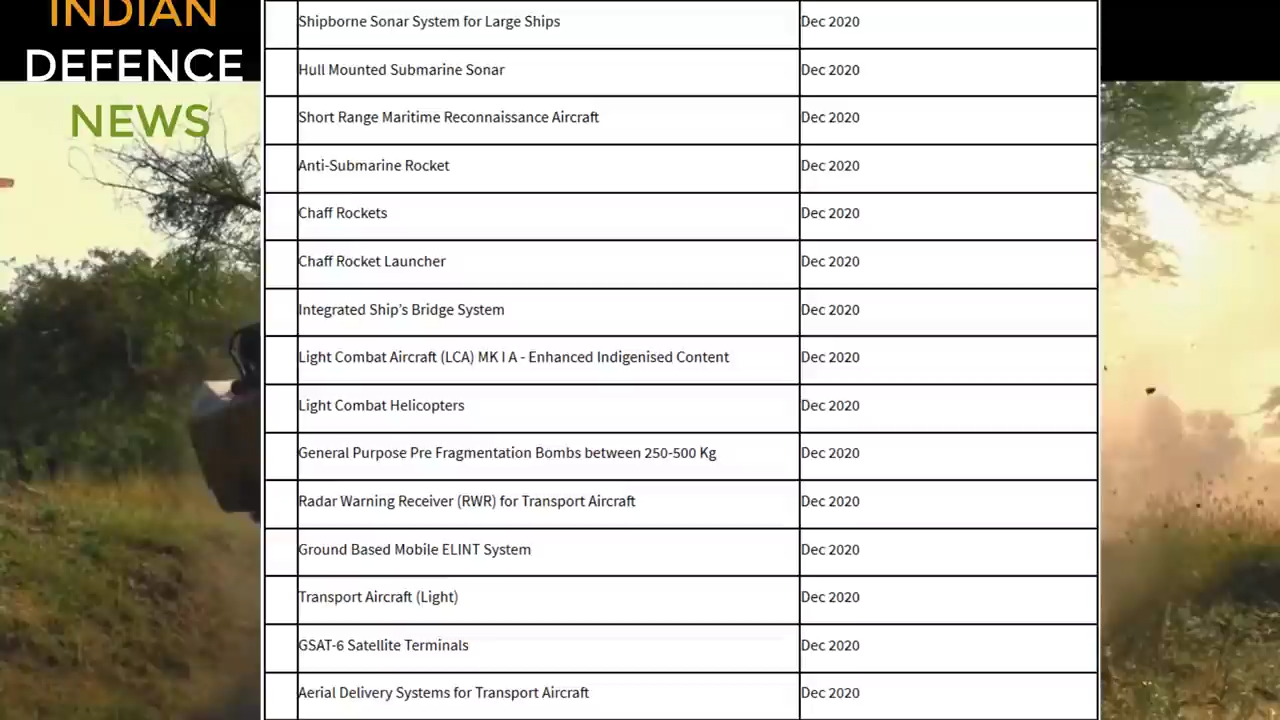 INDIAN
DEFENCE
NEWS
Shipborne Sonar System for Large Ships Dec 2020
Hull Mounted Submarine Sonar Dec 2020
Short Range Maritime Reconnaissance Aircraft Dec 2020
Anti-Submarine Rocket Dec 2020
Chaff Rockets Dec 2020
Chaff Rocket Launcher Dec 2020
Integrated Ship’s Bridge System Dec 2020
Light Combat Aircraft (LCA) MK I A - Enhanced Indigenised Content Dec 2020
Light Combat Helicopters Dec 2020
General Purpose Pre Fragmentation Bombs between 250-500 Kg Dec 2020
Radar Warning Receiver (RWR) for Transport Aircraft Dec 2020
Ground Based Mobile ELINT System Dec 2020
Transport Aircraft (Light) Dec 2020
GSAT-6 Satellite Terminals Dec 2020
Aerial Delivery Systems for Transport Aircraft Dec 2020